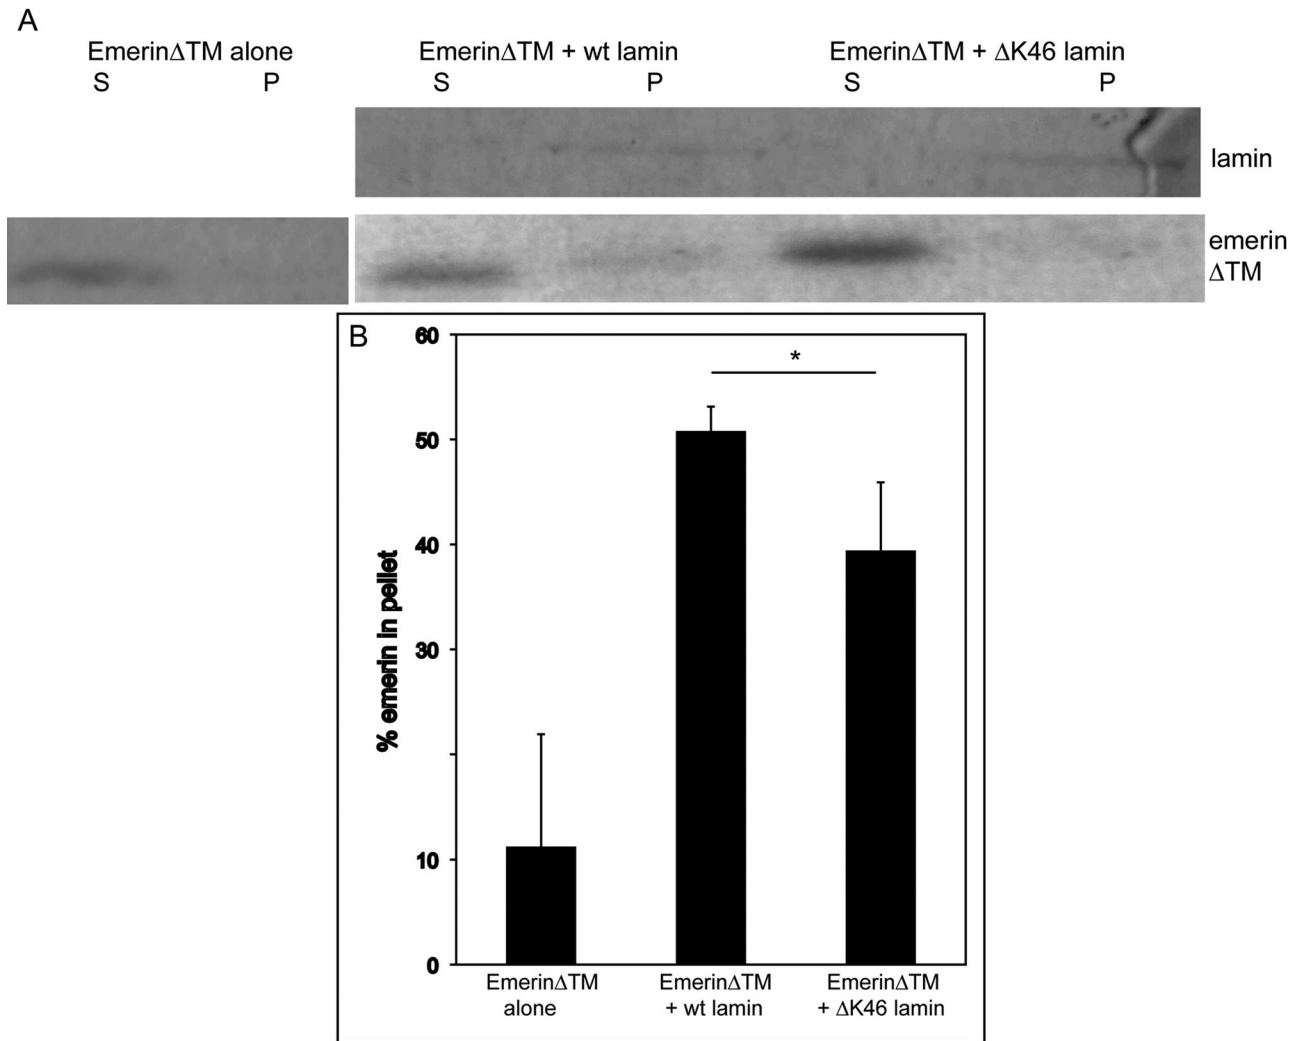 A
EmerinΔTM alone
EmerinΔTM + wt lamin
EmerinΔTM + ΔK46 lamin
S
P
S
P
S
P
lamin
emerin
ΔTM
B
*
60
50
40
30
10
0
% emerin in pellet
EmerinΔTM
alone
EmerinΔTM
+ wt lamin
EmerinΔTM
+ ΔK46 lamin